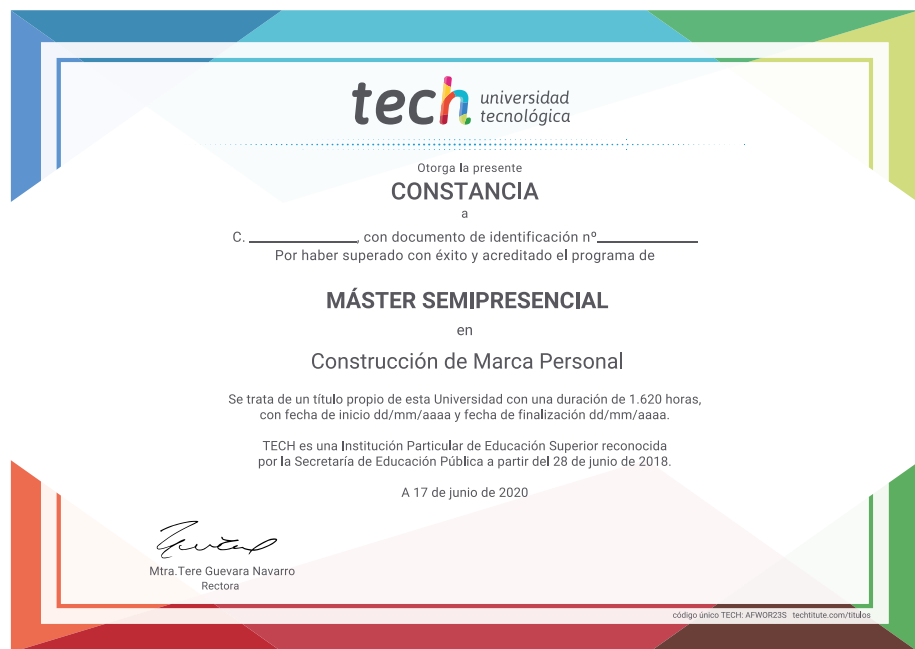 tech universidad
tecnológica
Otorga la presente
CONSTANCIA
a
C. ____________, con documento de identificación nº____________
Por haber superado con éxito y acreditado el programa de
MÁSTER SEMIPRESENCIAL
en
Construcción de Marca Personal
Se trata de un título propio de esta Universidad con una duración de 1.620 horas,
con fecha de inicio dd/mm/aaaa y fecha de finalización dd/mm/aaaa.
TECH es una Institución Particular de Educación Superior reconocida
por la Secretaría de Educación Pública a partir del 28 de junio de 2018.
A 17 de junio de 2020
Mtra.Tere Guevara Navarro
Rectora
código único TECH: AFWOR23S techtitute.com/titulos